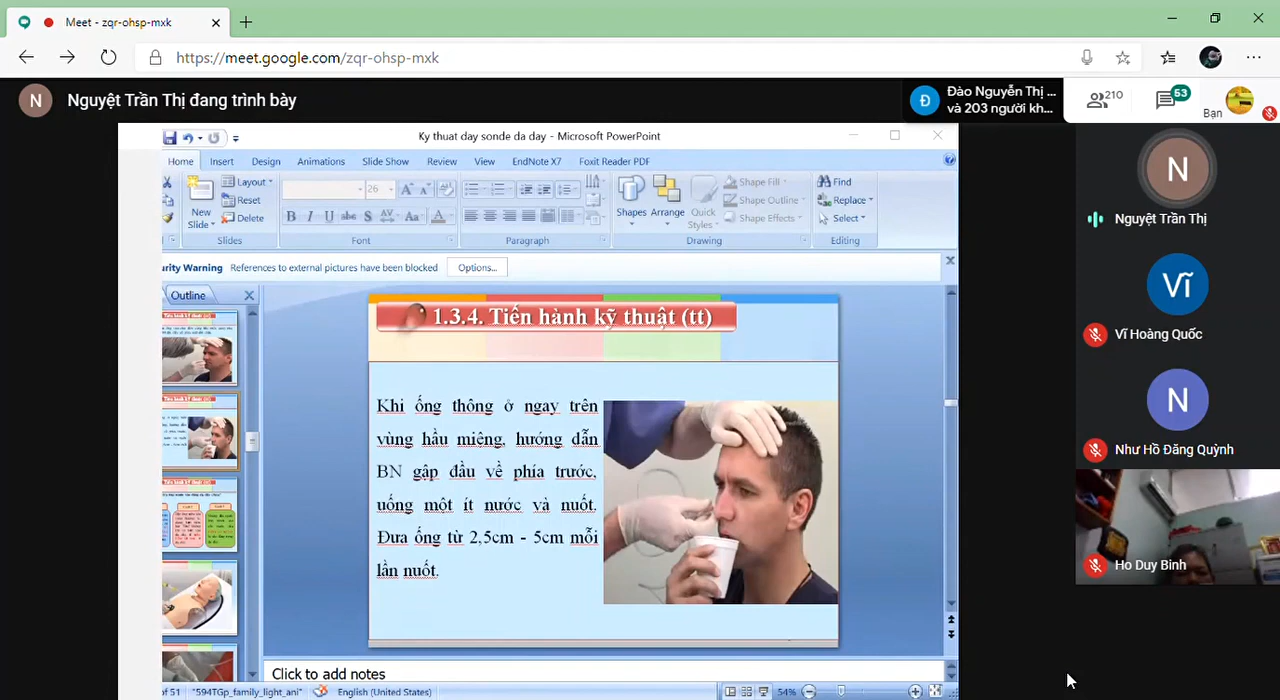 Meet - zqr-ohsp-mxk
https://meet.google.com/zqr-ohsp-mxk
N
Nguyệt Trần Thị đang trình bày
Đ
Đào Nguyễn Thị ...
và 203 người kh...
210
53
Bạn
Ky thuat day sonde da day - Microsoft PowerPoint
Home Insert Design Animations Slide Show Review View EndNote X7 Foxit Reader PDF
New
Slide
Layout
Reset
Delete
Slides
26
B I U abc S AV Aa A
Font
Paragraph
Shapes Arrange Quick
Styles
Shape Fill
Shape Outline
Shape Effects
Drawing
Find
Replace
Select
Editing
urity Warning References to external pictures have been blocked Options...
Outline
1.3.4. Tiến hành kỹ thuật (tt)
Khi ống thông ở ngay trên
vùng hầu miệng, hướng dẫn
BN gập đầu về phía trước,
uống một ít nước và nuốt.
Đưa ống từ 2,5cm - 5cm mỗi
lần nuốt.
Click to add notes
of 51 "594TGp_family_light_ani" English (United States) 54%
N
Nguyệt Trần Thị
Vĩ
Vĩ Hoàng Quốc
N
Như Hồ Đăng Quỳnh
Ho Duy Binh